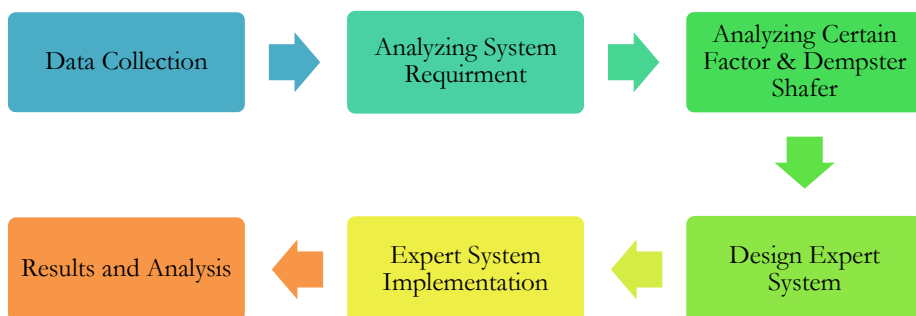 Data Collection
Analyzing System
Requirment
Analyzing Certain
Factor & Dempster
Shafer
Design Expert
System
Expert System
Implementation
Results and Analysis